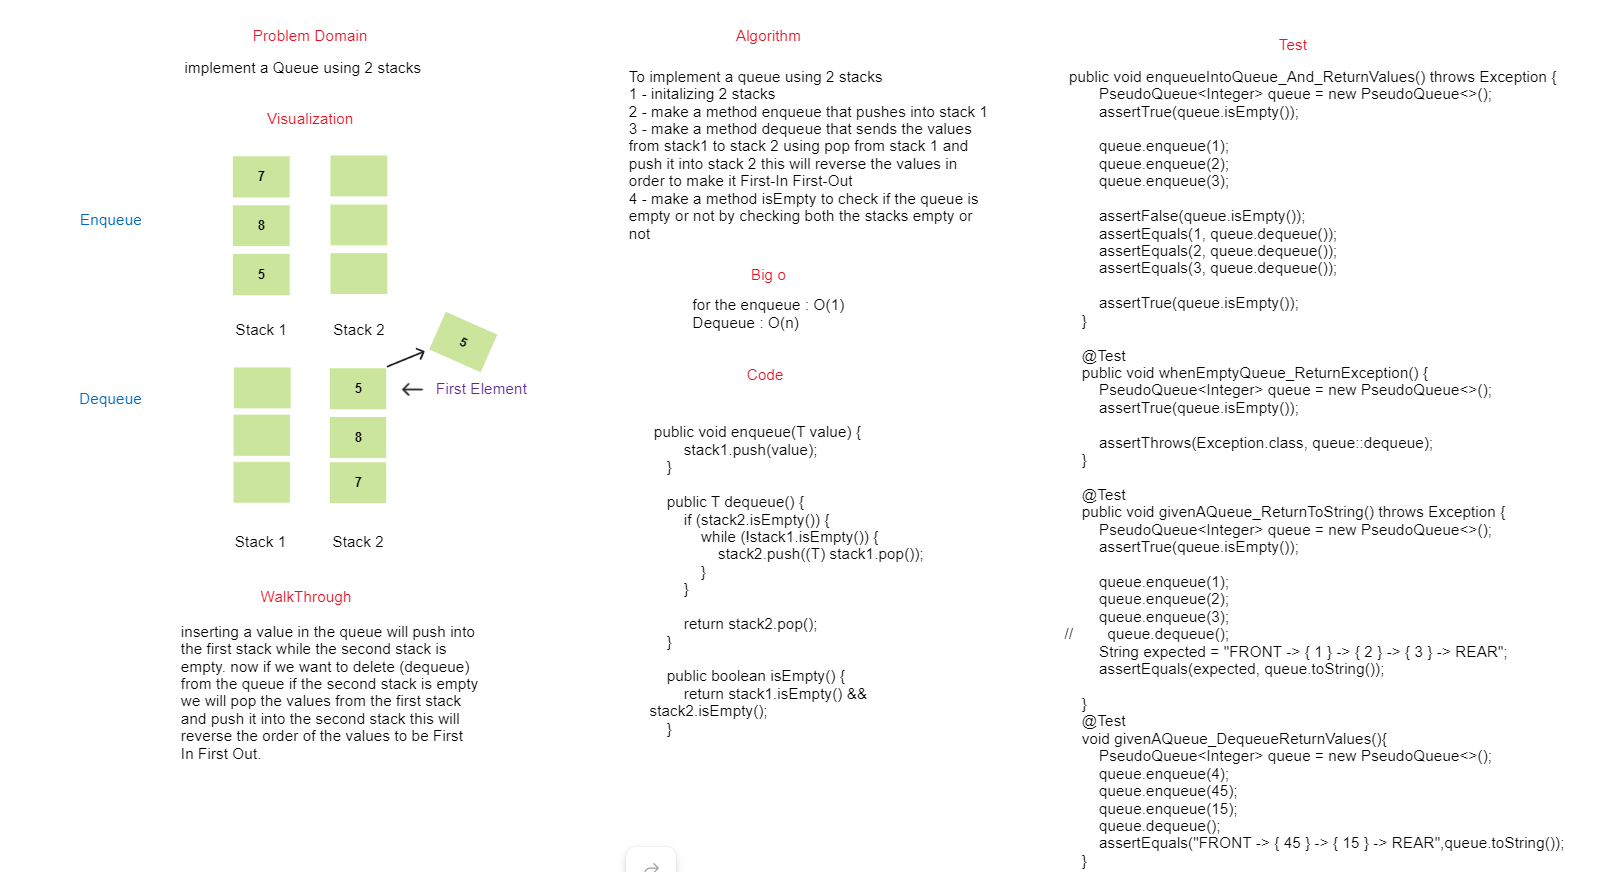 Problem Domain
implement a Queue using 2 stacks
Visualization
7
8
5
Enqueue
Stack 1
Stack 2
5
5
First Element
Dequeue
8
7
Stack 1
Stack 2
WalkThrough
inserting a value in the queue will push into
the first stack while the second stack is
empty. now if we want to delete (dequeue)
from the queue if the second stack is empty
we will pop the values from the first stack
and push it into the second stack this will
reverse the order of the values to be First
In First Out.
Algorithm
To implement a queue using 2 stacks
1 - initalizing 2 stacks
2 - make a method enqueue that pushes into stack 1
3 - make a method dequeue that sends the values
from stack1 to stack 2 using pop from stack 1 and
push it into stack 2 this will reverse the values in
order to make it First-In First-Out
4 - make a method isEmpty to check if the queue is
empty or not by checking both the stacks empty or
not
Big o
for the enqueue : O(1)
Dequeue : O(n)
Code
public void enqueue(T value) {
stack1.push(value);
}
public T dequeue() {
if (stack2.isEmpty()) {
while (!stack1.isEmpty()) {
stack2.push((T) stack1.pop());
}
}
return stack2.pop();
}
public boolean isEmpty() {
return stack1.isEmpty() &&
stack2.isEmpty();
}
Test
public void enqueueIntoQueue_And_ReturnValues() throws Exception {
PseudoQueue<Integer> queue = new PseudoQueue<>();
assertTrue(queue.isEmpty());
queue.enqueue(1);
queue.enqueue(2);
queue.enqueue(3);
assertFalse(queue.isEmpty());
assertEquals(1, queue.dequeue());
assertEquals(2, queue.dequeue());
assertEquals(3, queue.dequeue());
assertTrue(queue.isEmpty());
}
@Test
public void whenEmptyQueue_ReturnException() {
PseudoQueue<Integer> queue = new PseudoQueue<>();
assertTrue(queue.isEmpty());
assertThrows(Exception.class, queue::dequeue);
}
@Test
public void givenAQueue_ReturnToString() throws Exception {
PseudoQueue<Integer> queue = new PseudoQueue<>();
assertTrue(queue.isEmpty());
queue.enqueue(1);
queue.enqueue(2);
queue.enqueue(3);
// queue.dequeue();
String expected = "FRONT -> { 1 } -> { 2 } -> { 3 } -> REAR";
assertEquals(expected, queue.toString());
}
@Test
void givenAQueue_DequeueReturnValues(){
PseudoQueue<Integer> queue = new PseudoQueue<>();
queue.enqueue(4);
queue.enqueue(45);
queue.enqueue(15);
queue.dequeue();
assertEquals("FRONT -> { 45 } -> { 15 } -> REAR",queue.toString());
}